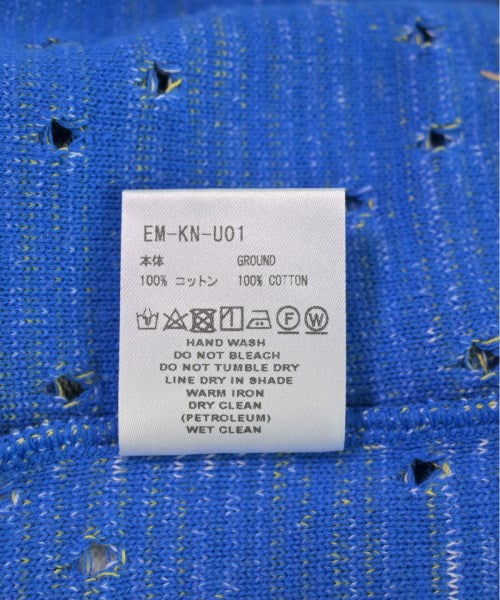 EM-KN-U01
本体 GROUND
100% コットン 100% COTTON
F W
HAND WASH
DO NOT BLEACH
DO NOT TUMBLE DRY
LINE DRY IN SHADE
WARM IRON
DRY CLEAN
(PETROLEUM)
WET CLEAN